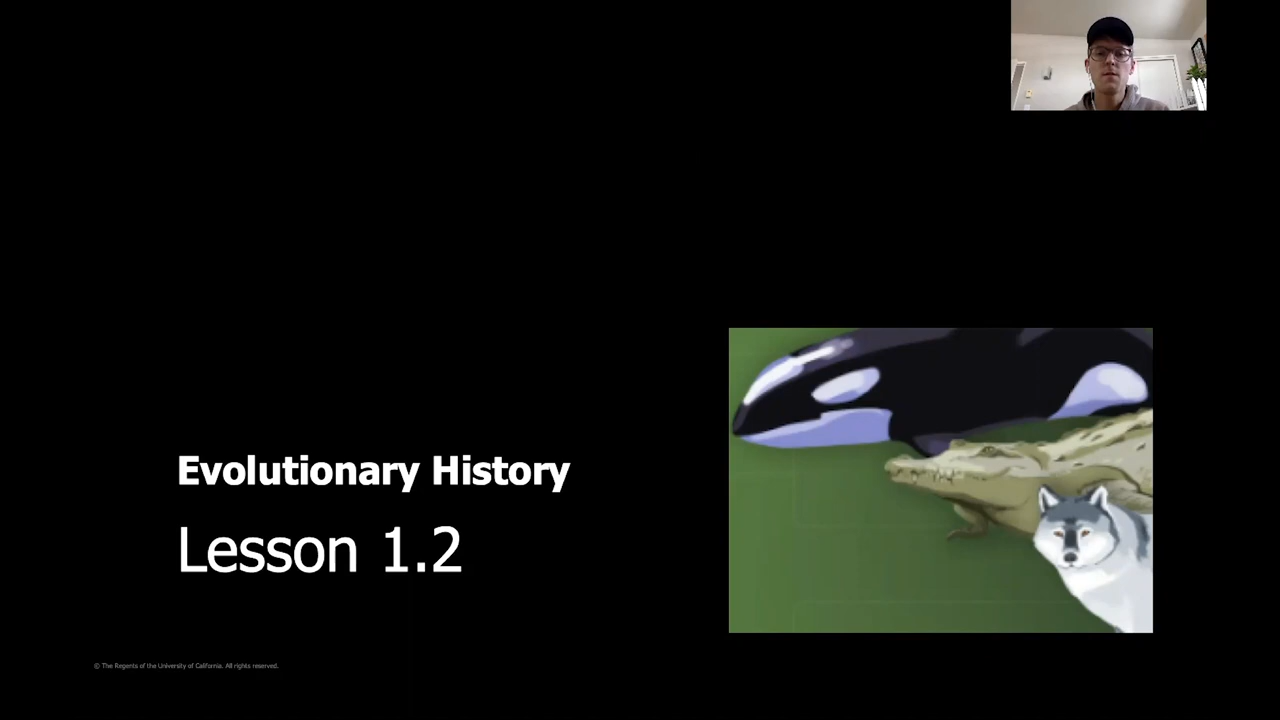 Evolutionary History
Lesson 1.2
© The Regents of the University of California. All rights reserved.